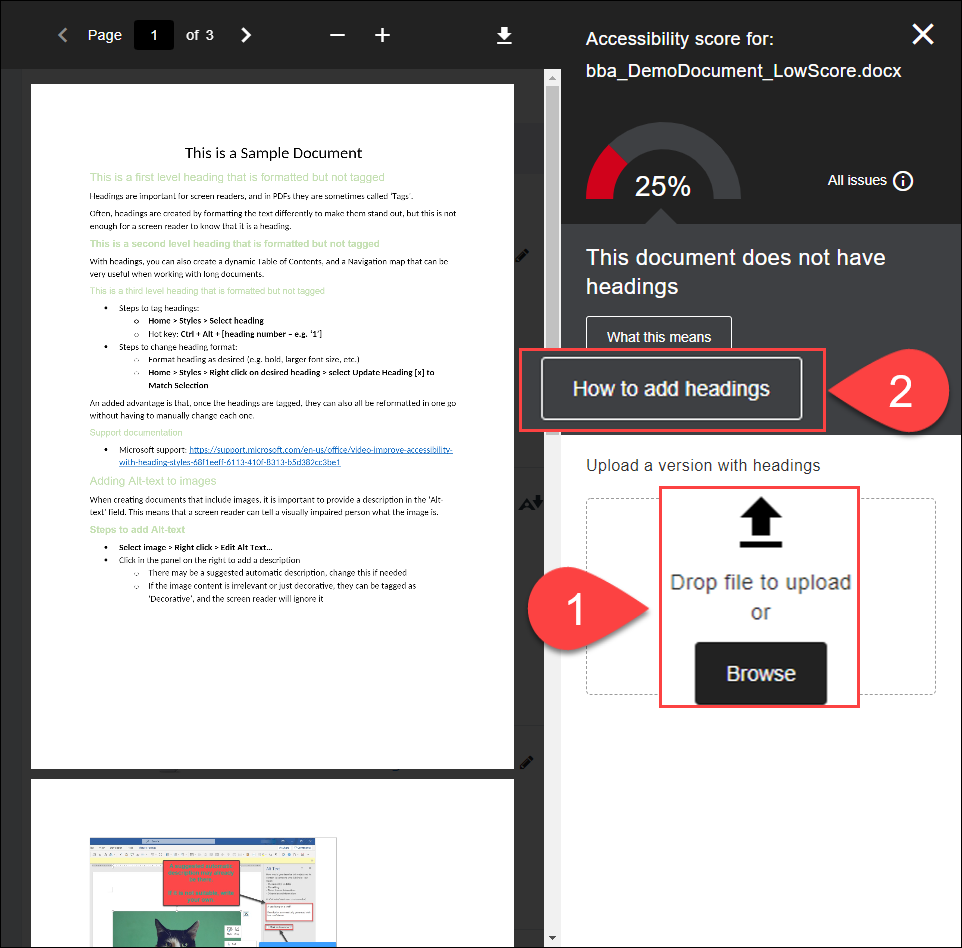 Page 1 of 3
Accessibility score for:
bba_DemoDocument_LowScore.docx
25%
All issues
This document does not have
headings
What this means
How to add headings
2
Upload a version with headings
Drop file to upload
or
Browse
1
This is a Sample Document
This is a first level heading that is formatted but not tagged
Headings are important for screen readers, and in PDFs they are sometimes called 'Tags'.
Often, headings are created by formatting the text differently to make them stand out, but this is not
enough for a screen reader to know that it is a heading.
This is a second level heading that is formatted but not tagged
With headings, you can also create a dynamic Table of Contents, and a Navigation map that can be
very useful when working with long documents.
This is a third level heading that is formatted but not tagged
• Steps to tag headings:
o Home > Styles > Select heading
o Hot key: Ctrl + Alt + [heading number – e.g. '1']
• Steps to change heading format:
o Format heading as desired (e.g. bold, larger font size, etc.)
o Home > Styles > Right click on desired heading > select Update Heading [x] to
Match Selection
An added advantage is that, once the headings are tagged, they can also all be reformatted in one go
without having to manually change each one.
Support documentation
• Microsoft support: https://support.microsoft.com/en-us/office/video-improve-accessibility-
with-heading-styles-68f1eeff-6113-410f-8313-b5d382cc3be1
Adding Alt-text to images
When creating documents that include images, it is important to provide a description in the 'Alt-
text' field. This means that a screen reader can tell a visually impaired person what the image is.
Steps to add Alt-text
• Select image > Right click > Edit Alt Text…
• Click in the panel on the right to add a description
o There may be a suggested automatic description, change this if needed
o If the image content is irrelevant or just decorative, they can be tagged as
'Decorative', and the screen reader will ignore it
Alt Text